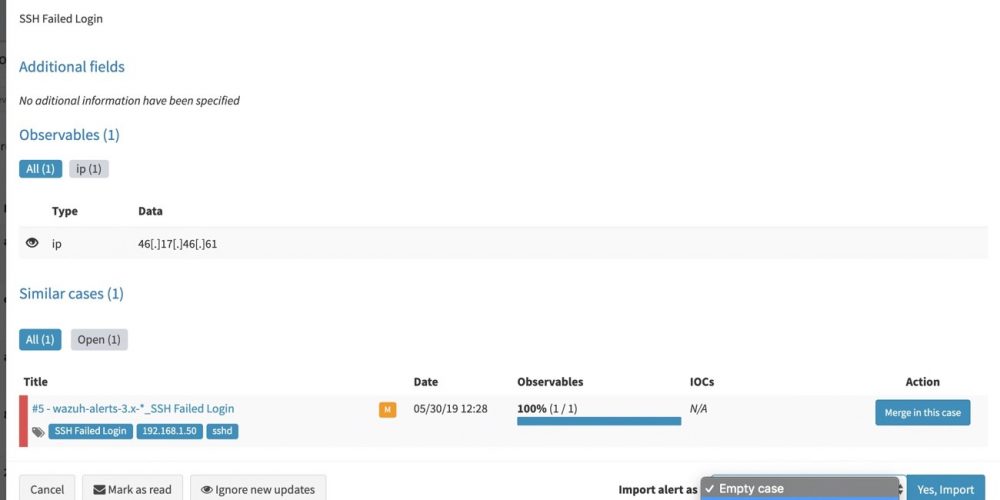 SSH Failed Login
Additional fields
No aditional information have been specified
Observables (1)
All (1) ip (1)
Type Data
ip 46[.]17[.]46[.]61
Similar cases (1)
All (1) Open (1)
Title Date Observables IOCs Action
#5 - wazuh-alerts-3.x-*_SSH Failed Login M 05/30/19 12:28 100% (1 / 1) N/A Merge in this case
SSH Failed Login 192.168.1.50 sshd
Cancel Mark as read Ignore new updates Import alert as ✓ Empty case Yes, Import